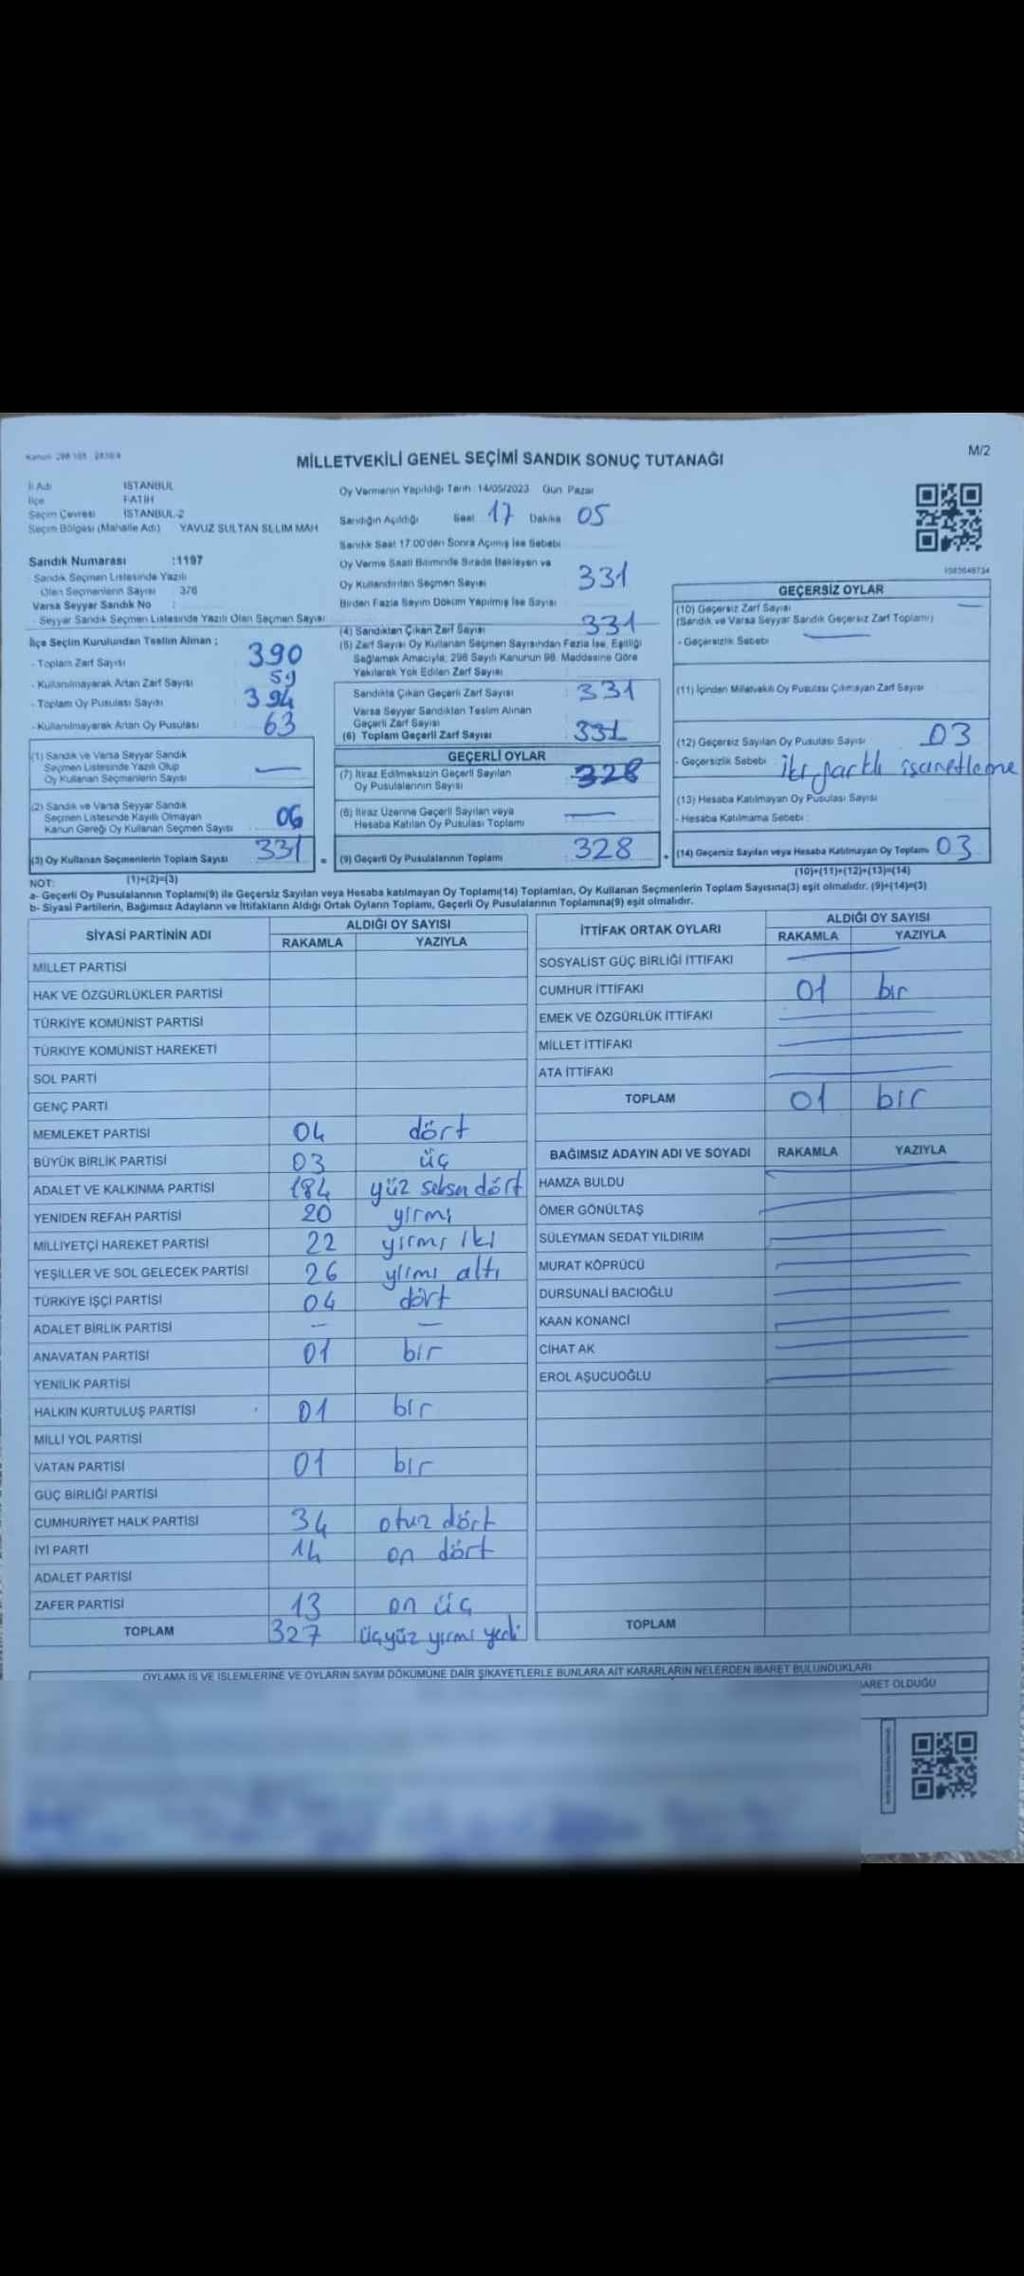 Kanun 298 105
M/2
MİLLETVEKİLİ GENEL SEÇİMİ SANDIK SONUÇ TUTANAĞI
İl Adı İSTANBUL
İlçe FATİH
Seçim Çevresi İSTANBUL-2
Seçim Bölgesi (Mahalle Adı) YAVUZ SULTAN SELİM MAH
Oy Vermenin Yapıldığı Tarih 14/05/2023 Gün Pazar
Sandığın Açıldığı Saat 17 Dakika 05
Sandık Saat 17:00'den Sonra Açılmış İse Sebebi
Oy Verme Saati Bitiminde Sırada Bekleyen ve
Oy Kullandırılan Seçmen Sayısı 331
Birden Fazla Sayım Döküm Yapılmış İse Sayısı
Sandık Numarası :1197
Sandık Seçmen Listesinde Yazılı
Olan Seçmenlerin Sayısı 376
Varsa Seyyar Sandık No :
Seyyar Sandık Seçmen Listesinde Yazılı Olan Seçmen Sayısı
İlçe Seçim Kurulundan Teslim Alınan ;
- Toplam Zarf Sayısı 390
- Kullanılmayarak Artan Zarf Sayısı 59
- Toplam Oy Pusulası Sayısı 394
- Kullanılmayarak Artan Oy Pusulası 63
(1) Sandık ve Varsa Seyyar Sandık
Seçmen Listesinde Yazılı Olup
Oy Kullanan Seçmenlerin Sayısı —
(2) Sandık ve Varsa Seyyar Sandık
Seçmen Listesinde Kayıtlı Olmayan
Kanun Gereği Oy Kullanan Seçmen Sayısı 06
(3) Oy Kullanan Seçmenlerin Toplam Sayısı 331
(1)+(2)=(3)
(4) Sandıktan Çıkan Zarf Sayısı 331
(5) Zarf Sayısı Oy Kullanan Seçmen Sayısından Fazla İse, Eşitliği
Sağlamak Amacıyla; 298 Sayılı Kanunun 98. Maddesine Göre
Yakılarak Yok Edilen Zarf Sayısı
Sandıkta Çıkan Geçerli Zarf Sayısı 331
Varsa Seyyar Sandıktan Teslim Alınan
Geçerli Zarf Sayısı
(6) Toplam Geçerli Zarf Sayısı 331
GEÇERLİ OYLAR
(7) İtiraz Edilmeksizin Geçerli Sayılan
Oy Pusulalarının Sayısı 328
(8) İtiraz Üzerine Geçerli Sayılan veya
Hesaba Katılan Oy Pusulası Toplamı —
(9) Geçerli Oy Pusulalarının Toplamı 328
GEÇERSİZ OYLAR
(10) Geçersiz Zarf Sayısı —
(Sandık ve Varsa Seyyar Sandık Geçersiz Zarf Toplamı)
- Geçersizlik Sebebi —
(11) İçinden Milletvekili Oy Pusulası Çıkmayan Zarf Sayısı
(12) Geçersiz Sayılan Oy Pusulası Sayısı 03
- Geçersizlik Sebebi iki partili işaretleme
(13) Hesaba Katılmayan Oy Pusulası Sayısı
- Hesaba Katılmama Sebebi :
(14) Geçersiz Sayılan veya Hesaba Katılmayan Oy Toplamı 03
(10)+(11)+(12)+(13)=(14)
NOT:
a- Geçerli Oy Pusulalarının Toplamı(9) ile Geçersiz Sayılan veya Hesaba katılmayan Oy Toplamı(14) Toplamları, Oy Kullanan Seçmenlerin Toplam Sayısına(3) eşit olmalıdır. (9)+(14)=(3)
b- Siyasi Partilerin, Bağımsız Adayların ve İttifakların Aldığı Ortak Oyların Toplamı, Geçerli Oy Pusulalarının Toplamına(9) eşit olmalıdır.
SİYASİ PARTİNİN ADI ALDIĞI OY SAYISI
RAKAMLA YAZIYLA
MİLLET PARTİSİ
HAK VE ÖZGÜRLÜKLER PARTİSİ
TÜRKİYE KOMÜNİST PARTİSİ
TÜRKİYE KOMÜNİST HAREKETİ
SOL PARTİ
GENÇ PARTİ
MEMLEKET PARTİSİ 04 dört
BÜYÜK BİRLİK PARTİSİ 03 üç
ADALET VE KALKINMA PARTİSİ 184 yüz seksen dört
YENİDEN REFAH PARTİSİ 20 yirmi
MİLLİYETÇİ HAREKET PARTİSİ 22 yirmi iki
YEŞİLLER VE SOL GELECEK PARTİSİ 26 yirmi altı
TÜRKİYE İŞÇİ PARTİSİ 04 dört
ADALET BİRLİK PARTİSİ — —
ANAVATAN PARTİSİ 01 bir
YENİLİK PARTİSİ
HALKIN KURTULUŞ PARTİSİ 01 bir
MİLLİ YOL PARTİSİ
VATAN PARTİSİ 01 bir
GÜÇ BİRLİĞİ PARTİSİ
CUMHURİYET HALK PARTİSİ 34 otuz dört
İYİ PARTİ 14 on dört
ADALET PARTİSİ
ZAFER PARTİSİ 13 on üç
TOPLAM 327 üçyüz yirmi yedi
İTTİFAK ORTAK OYLARI ALDIĞI OY SAYISI
RAKAMLA YAZIYLA
SOSYALİST GÜÇ BİRLİĞİ İTTİFAKI
CUMHUR İTTİFAKI 01 bir
EMEK VE ÖZGÜRLÜK İTTİFAKI
MİLLET İTTİFAKI
ATA İTTİFAKI
TOPLAM 01 bir
BAĞIMSIZ ADAYIN ADI VE SOYADI RAKAMLA YAZIYLA
HAMZA BULDU
ÖMER GÖNÜLTAŞ
SÜLEYMAN SEDAT YILDIRIM
MURAT KÖPRÜCÜ
DURSUNALİ BACIOĞLU
KAAN KONANCİ
CİHAT AK
EROL AŞUCUOĞLU
TOPLAM
OYLAMA İŞ VE İŞLEMLERİNE VE OYLARIN SAYIM DÖKÜMÜNE DAİR ŞİKAYETLERLE BUNLARA AİT KARARLARIN NELERDEN İBARET BULUNDUKLARI
BARET OLDUĞU